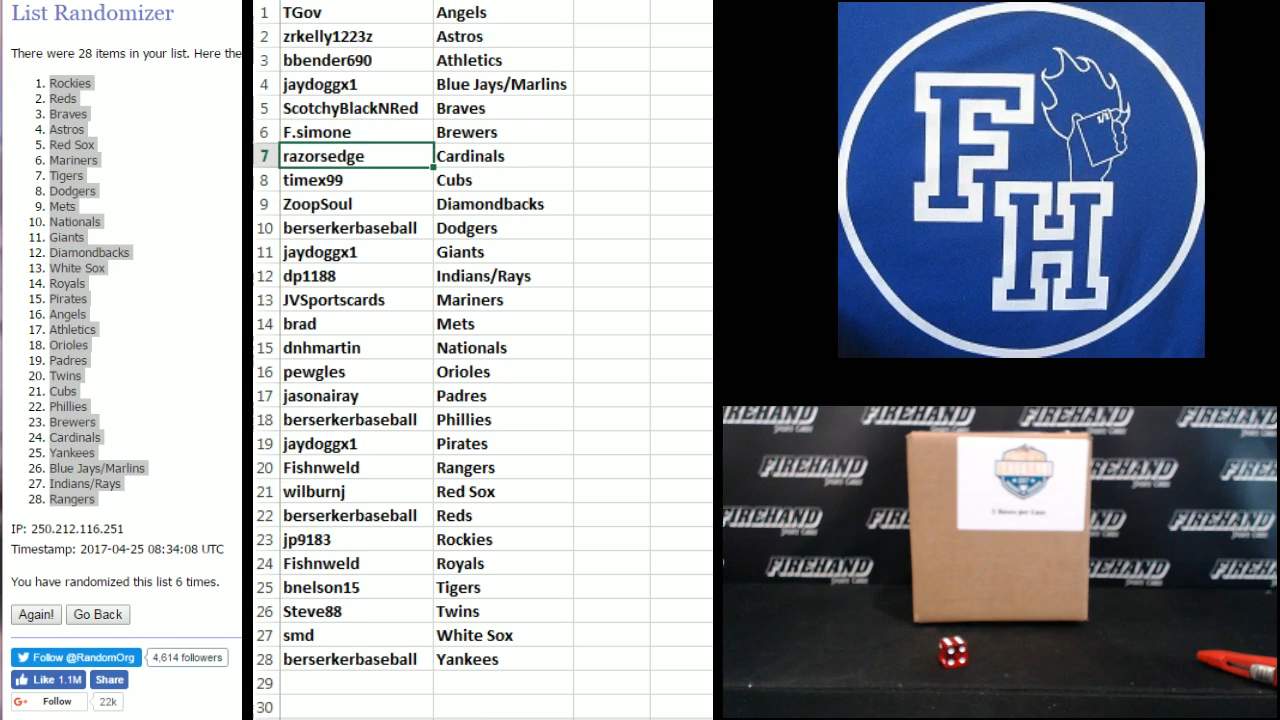 List Randomizer
There were 28 items in your list. Here the
1. Rockies
2. Reds
3. Braves
4. Astros
5. Red Sox
6. Mariners
7. Tigers
8. Dodgers
9. Mets
10. Nationals
11. Giants
12. Diamondbacks
13. White Sox
14. Royals
15. Pirates
16. Angels
17. Athletics
18. Orioles
19. Padres
20. Twins
21. Cubs
22. Phillies
23. Brewers
24. Cardinals
25. Yankees
26. Blue Jays/Marlins
27. Indians/Rays
28. Rangers
IP: 250.212.116.251
Timestamp: 2017-04-25 08:34:08 UTC
You have randomized this list 6 times.
Again! Go Back
Follow @RandomOrg 4,614 followers
Like 1.1M Share
G+ Follow 22k
1 TGov Angels
2 zrkelly1223z Astros
3 bbender690 Athletics
4 jaydoggx1 Blue Jays/Marlins
5 ScotchyBlackNRed Braves
6 F.simone Brewers
7 razorsedge Cardinals
8 timex99 Cubs
9 ZoopSoul Diamondbacks
10 berserkerbaseball Dodgers
11 jaydoggx1 Giants
12 dp1188 Indians/Rays
13 JVSportscards Mariners
14 brad Mets
15 dnhmartin Nationals
16 pewgles Orioles
17 jasonairay Padres
18 berserkerbaseball Phillies
19 jaydoggx1 Pirates
20 Fishnweld Rangers
21 wilburnj Red Sox
22 berserkerbaseball Reds
23 jp9183 Rockies
24 Fishnweld Royals
25 bnelson15 Tigers
26 Steve88 Twins
27 smd White Sox
28 berserkerbaseball Yankees
29
30
FH
1/1
FIREHAND
FIREHAND
FIREHAND
FIREHAND
FIREHAND
FIREHAND
FIREHAND
FIREHAND
FIREHAND